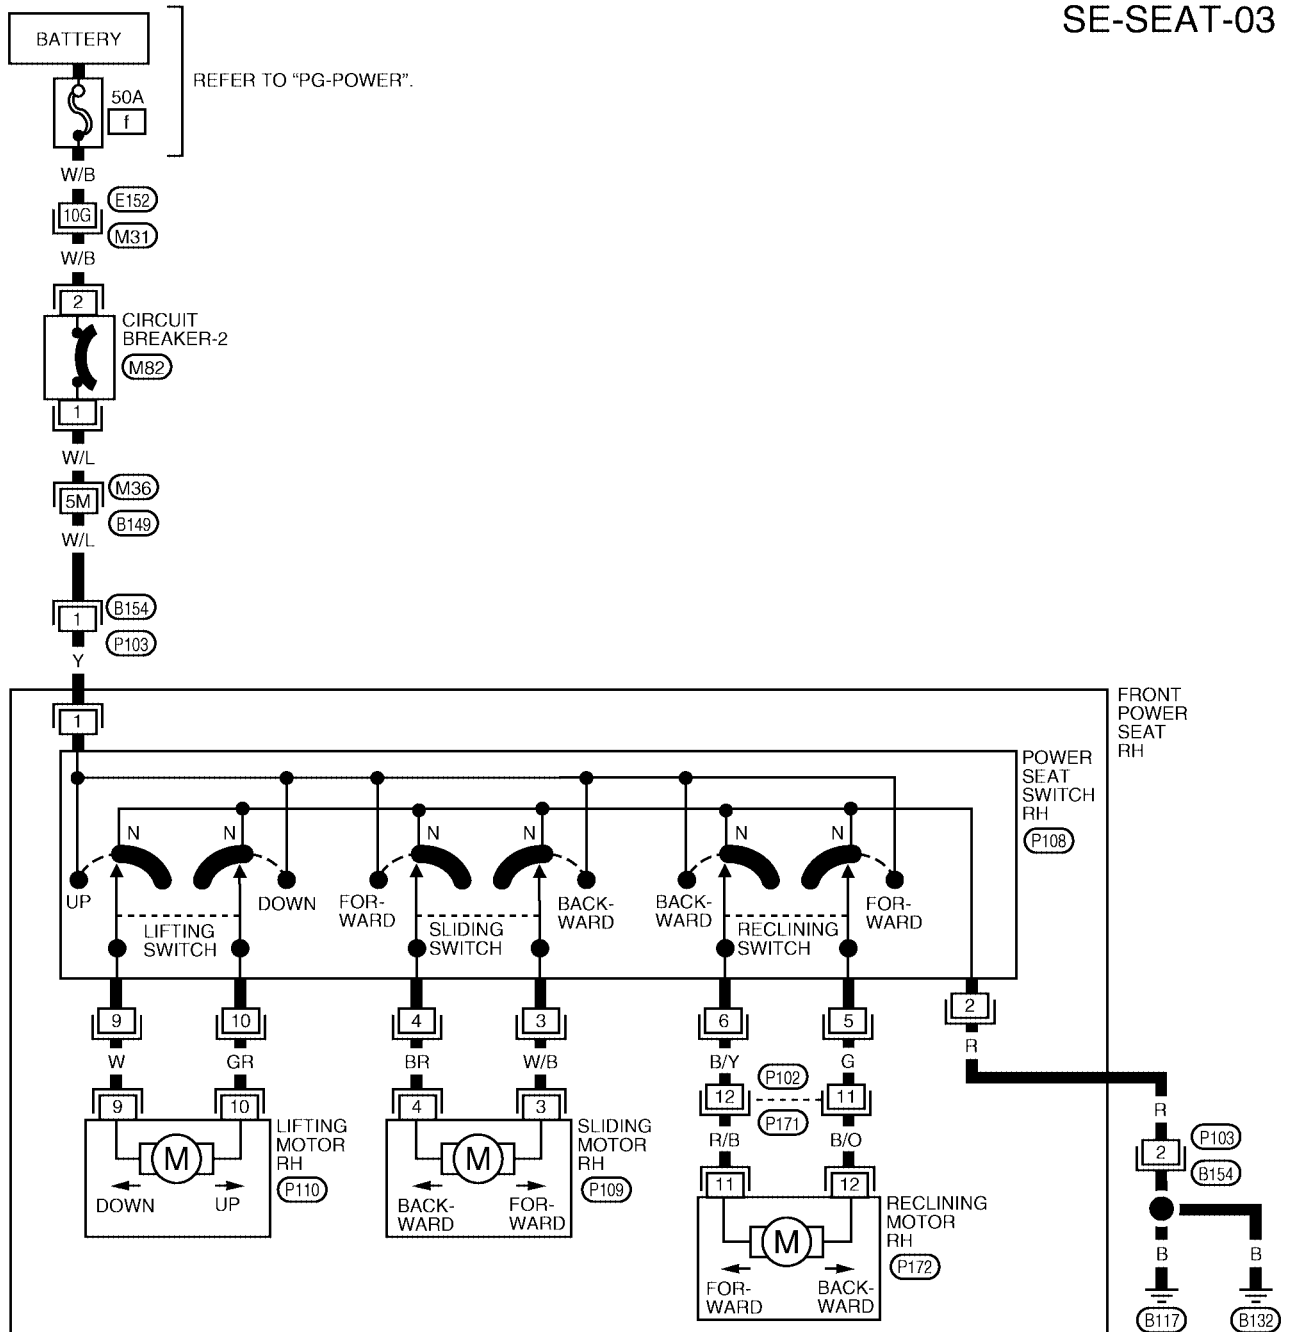 SE-SEAT-03
BATTERY
REFER TO “PG-POWER”.
50A
f
W/B
E152
10G
M31
W/B
2
CIRCUIT
BREAKER-2
M82
1
W/L
M36
5M
B149
W/L
B154
1
P103
Y
FRONT
POWER
SEAT
RH
1
POWER
SEAT
SWITCH
RH
P108
N N N N N N
UP
DOWN
FOR-
WARD
BACK-
WARD
BACK-
WARD
FOR-
WARD
LIFTING
SWITCH
SLIDING
SWITCH
RECLINING
SWITCH
9 10 4 3 6 5 2
W GR BR W/B B/Y G R
P102
12 11
P171
R/B B/O
9 10
LIFTING
MOTOR
RH
P110
M
DOWN UP
4 3
SLIDING
MOTOR
RH
P109
M
BACK-
WARD
FOR-
WARD
11 12
RECLINING
MOTOR
RH
P172
M
FOR-
WARD
BACK-
WARD
R
P103
2
B154
B B
B117 B132